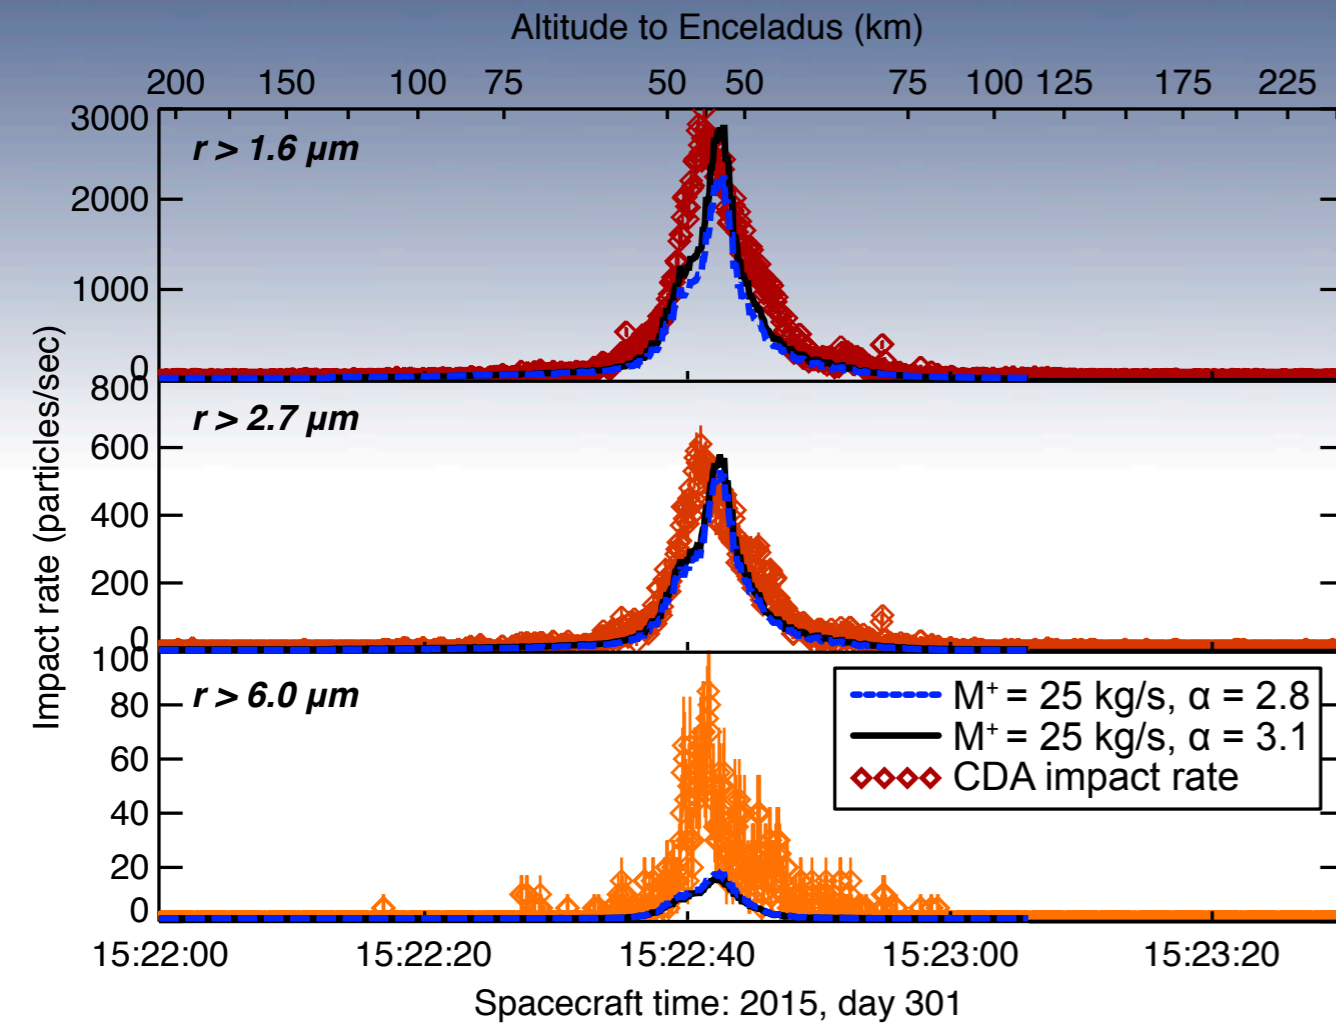 Altitude to Enceladus (km)
200 150 100 75 50 50 75 100 125 175 225
3000
r > 1.6 μm
2000
1000
0
800
r > 2.7 μm
600
400
200
0
100
r > 6.0 μm
80
60
40
20
0
Impact rate (particles/sec)
M⁺ = 25 kg/s, α = 2.8
M⁺ = 25 kg/s, α = 3.1
CDA impact rate
15:22:00 15:22:20 15:22:40 15:23:00 15:23:20
Spacecraft time: 2015, day 301